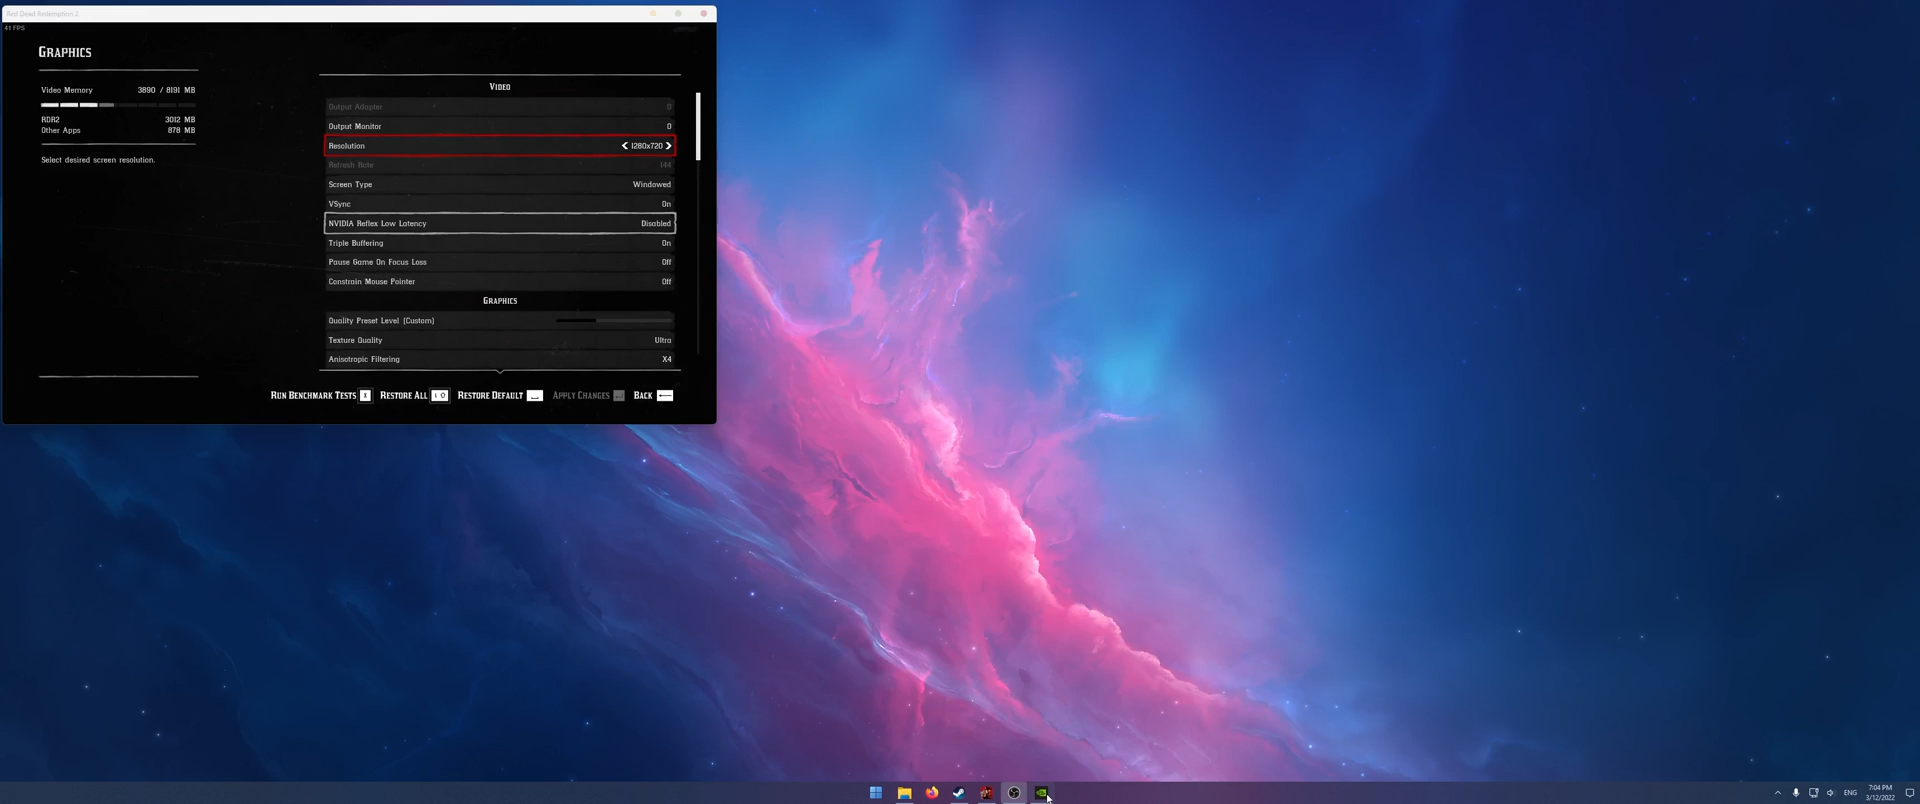 Red Dead Redemption 2
41 FPS
GRAPHICS
Video Memory 3890 / 8191 MB
RDR2 3012 MB
Other Apps 878 MB
Select desired screen resolution.
VIDEO
Output Adapter 0
Output Monitor 0
Resolution 1280x720
Refresh Rate 144
Screen Type Windowed
VSync On
NVIDIA Reflex Low Latency Disabled
Triple Buffering On
Pause Game On Focus Loss Off
Constrain Mouse Pointer Off
GRAPHICS
Quality Preset Level (Custom)
Texture Quality Ultra
Anisotropic Filtering X4
RUN BENCHMARK TESTS X RESTORE ALL RESTORE DEFAULT APPLY CHANGES BACK
ENG
7:04 PM
3/12/2022